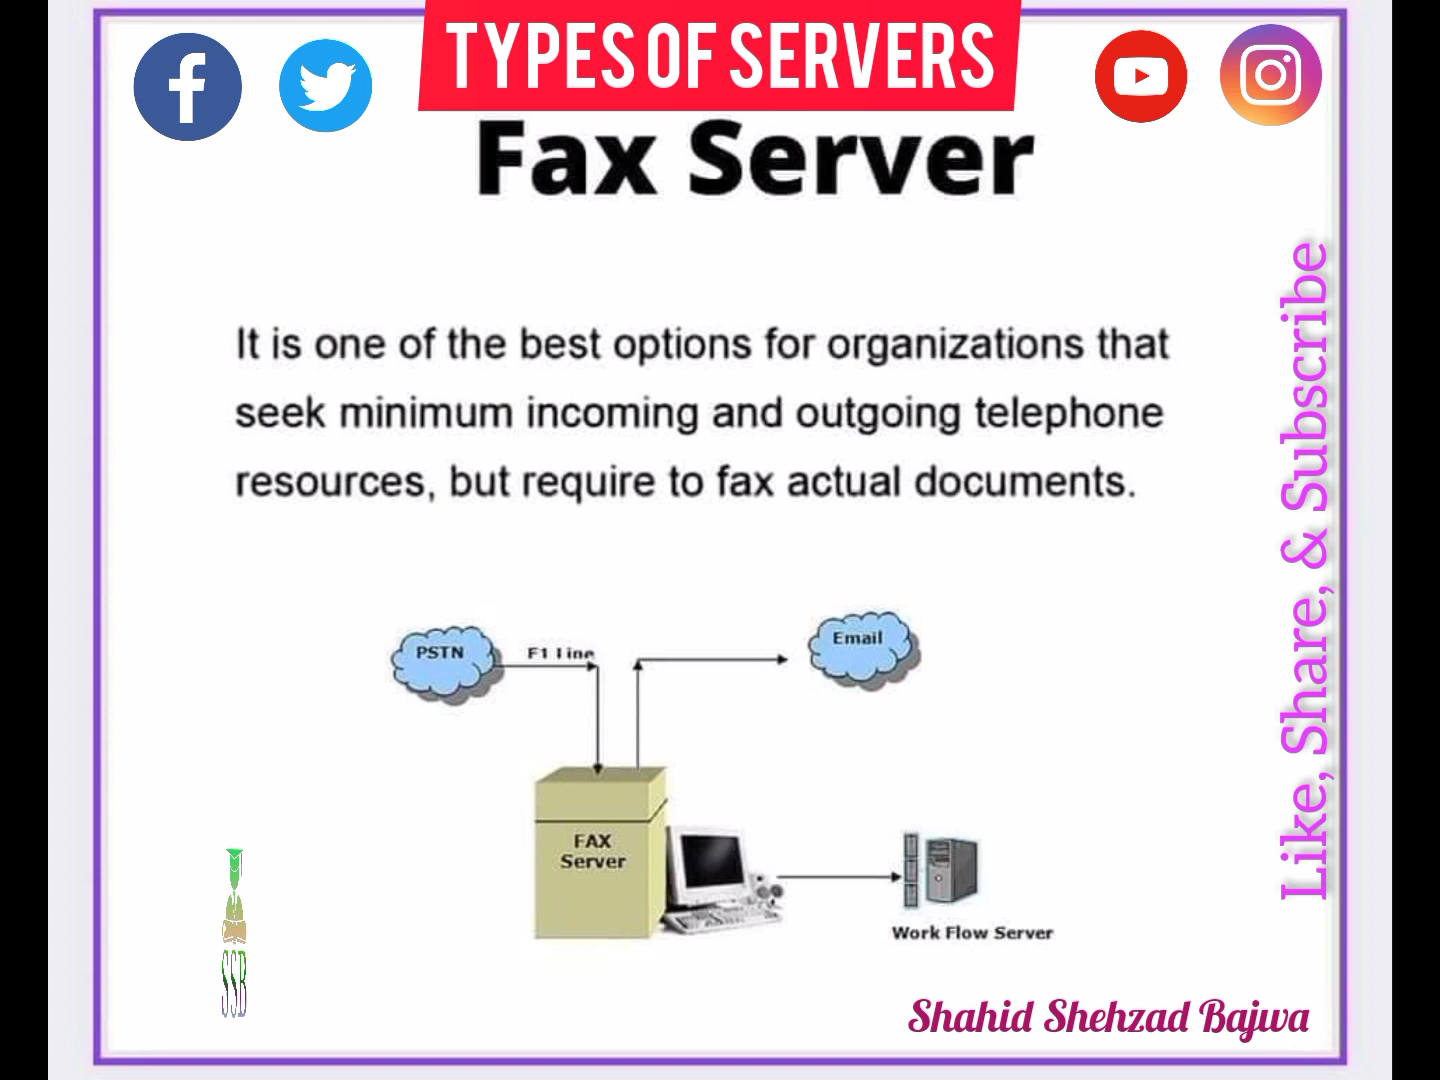 TYPES OF SERVERS
Fax Server
It is one of the best options for organizations that
seek minimum incoming and outgoing telephone
resources, but require to fax actual documents.
PSTN
F1 Line
Email
FAX
Server
Work Flow Server
Like, Share, & Subscribe
SSB
Shahid Shehzad Bajwa